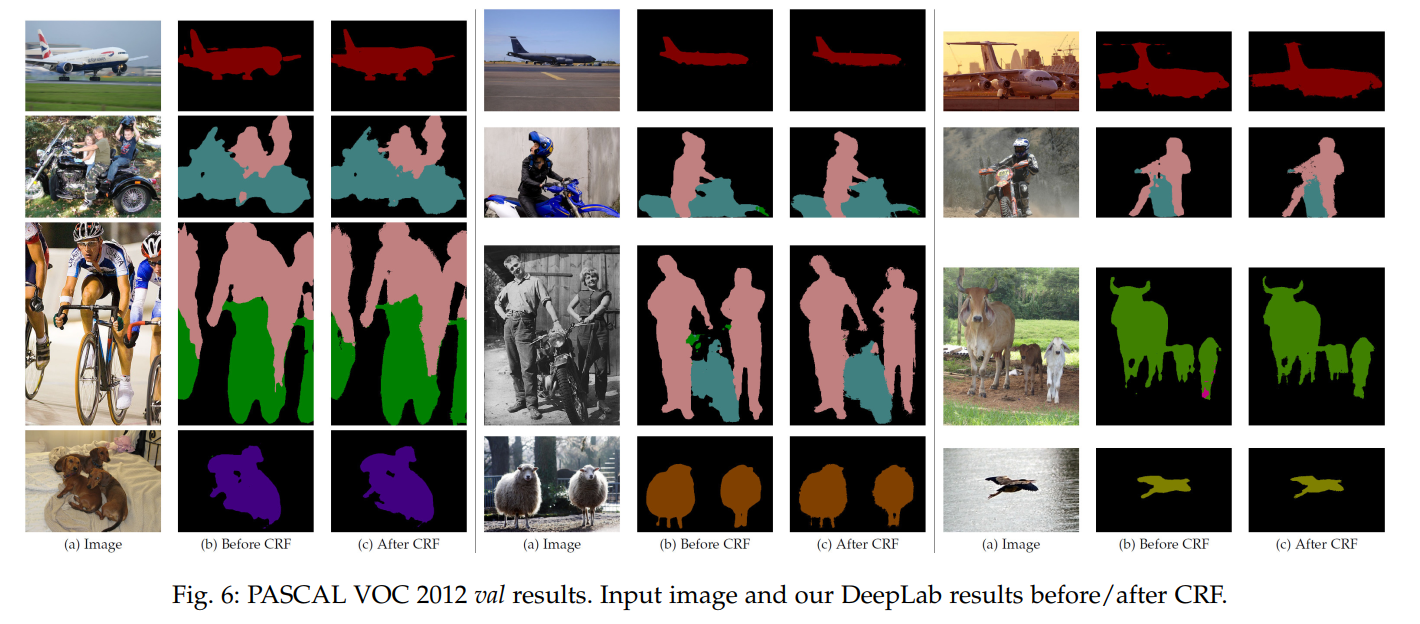 (a) Image (b) Before CRF (c) After CRF (a) Image (b) Before CRF (c) After CRF (a) Image (b) Before CRF (c) After CRF
Fig. 6: PASCAL VOC 2012 val results. Input image and our DeepLab results before/after CRF.